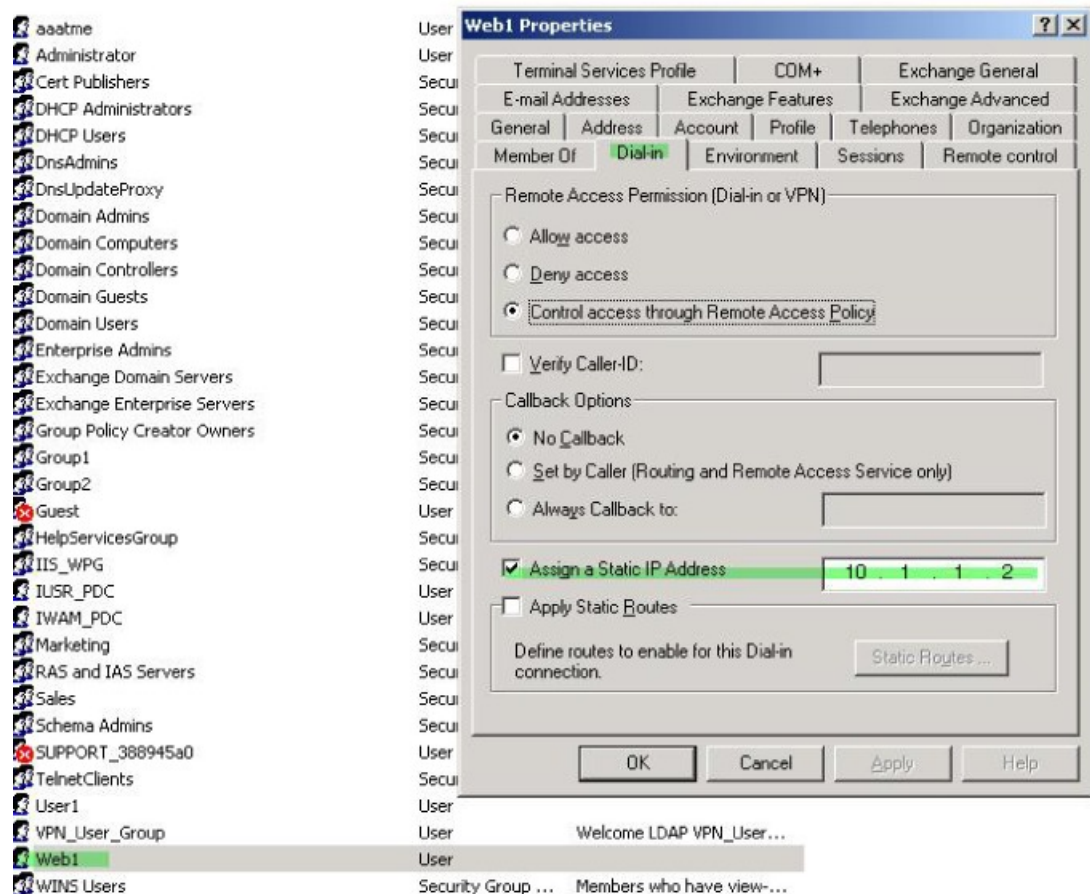 aaatme User
Administrator User
Cert Publishers Secu
DHCP Administrators Secu
DHCP Users Secu
DnsAdmins Secu
DnsUpdateProxy Secu
Domain Admins Secu
Domain Computers Secu
Domain Controllers Secu
Domain Guests Secu
Domain Users Secu
Enterprise Admins Secu
Exchange Domain Servers Secu
Exchange Enterprise Servers Secu
Group Policy Creator Owners Secu
Group1 Secu
Group2 Secu
Guest User
HelpServicesGroup Secu
IIS_WPG Secu
IUSR_PDC User
IWAM_PDC User
Marketing Secu
RAS and IAS Servers Secu
Sales Secu
Schema Admins Secu
SUPPORT_388945a0 User
TelnetClients Secu
User1 User
VPN_User_Group User Welcome LDAP VPN_User...
Web1 User
WINS Users Security Group ... Members who have view-...
Web1 Properties
Terminal Services Profile COM+ Exchange General
E-mail Addresses Exchange Features Exchange Advanced
General Address Account Profile Telephones Organization
Member Of Dial-in Environment Sessions Remote control
Remote Access Permission (Dial-in or VPN)
Allow access
Deny access
Control access through Remote Access Policy
Verify Caller-ID:
Callback Options
No Callback
Set by Caller (Routing and Remote Access Service only)
Always Callback to:
Assign a Static IP Address 10 . 1 . 1 . 2
Apply Static Routes
Define routes to enable for this Dial-in
connection.
Static Routes ...
OK Cancel Apply Help